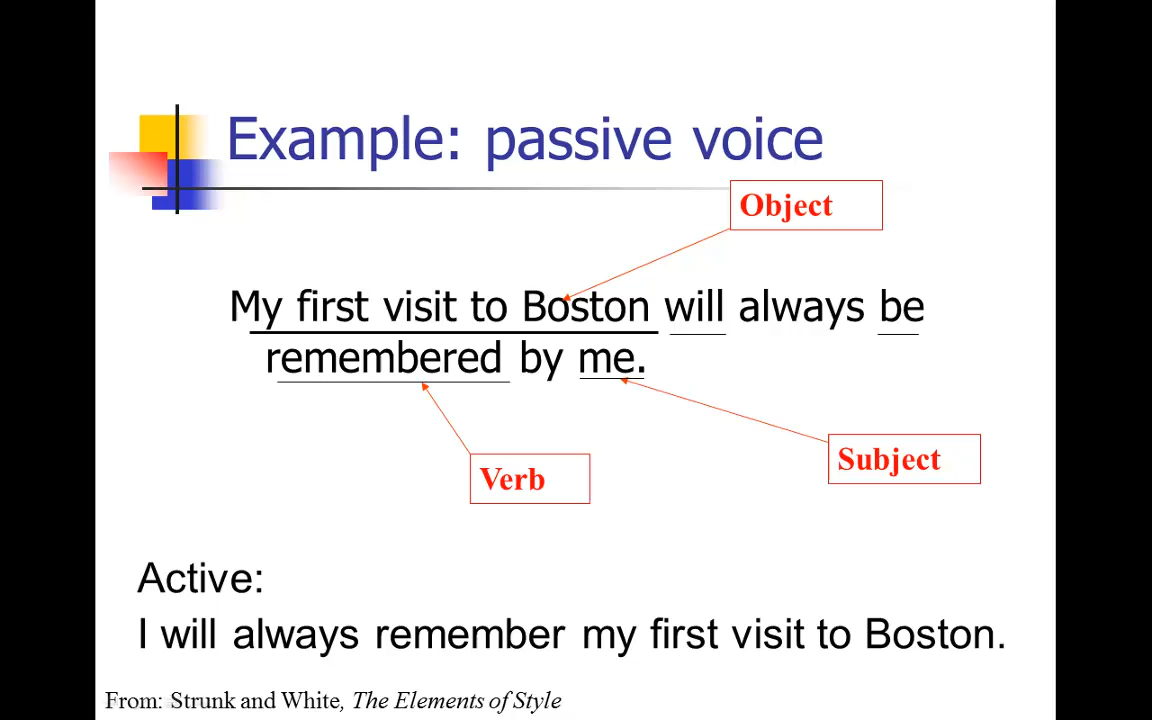 Example: passive voice
Object
My first visit to Boston will always be
remembered by me.
Subject
Verb
Active:
I will always remember my first visit to Boston.
From: Strunk and White, The Elements of Style